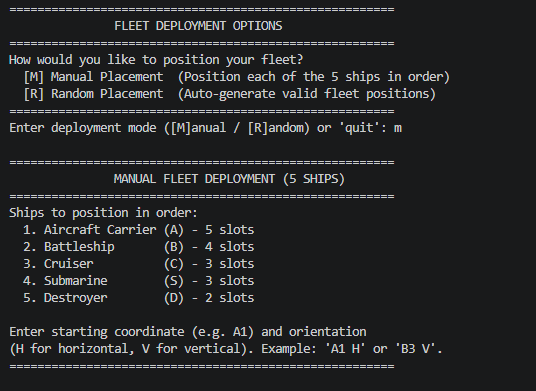 =======================================================
FLEET DEPLOYMENT OPTIONS
=======================================================
How would you like to position your fleet?
  [M] Manual Placement  (Position each of the 5 ships in order)
  [R] Random Placement  (Auto-generate valid fleet positions)
=======================================================
Enter deployment mode ([M]anual / [R]andom) or 'quit': m

=======================================================
MANUAL FLEET DEPLOYMENT (5 SHIPS)
=======================================================
Ships to position in order:
  1. Aircraft Carrier (A) - 5 slots
  2. Battleship       (B) - 4 slots
  3. Cruiser          (C) - 3 slots
  4. Submarine        (S) - 3 slots
  5. Destroyer        (D) - 2 slots

Enter starting coordinate (e.g. A1) and orientation
(H for horizontal, V for vertical). Example: 'A1 H' or 'B3 V'.
=======================================================